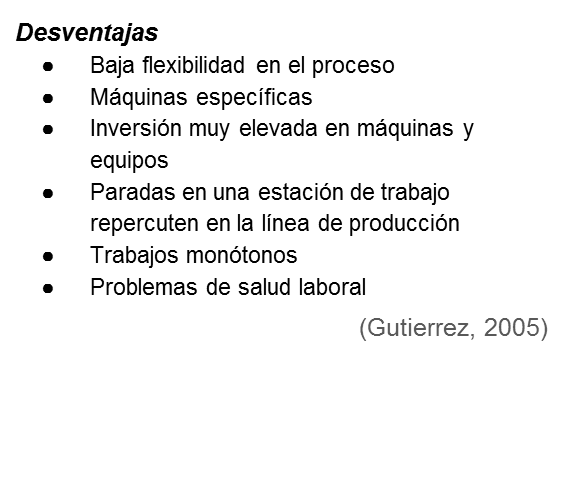 Desventajas
● Baja flexibilidad en el proceso
● Máquinas específicas
● Inversión muy elevada en máquinas y
equipos
● Paradas en una estación de trabajo
repercuten en la línea de producción
● Trabajos monótonos
● Problemas de salud laboral
(Gutierrez, 2005)